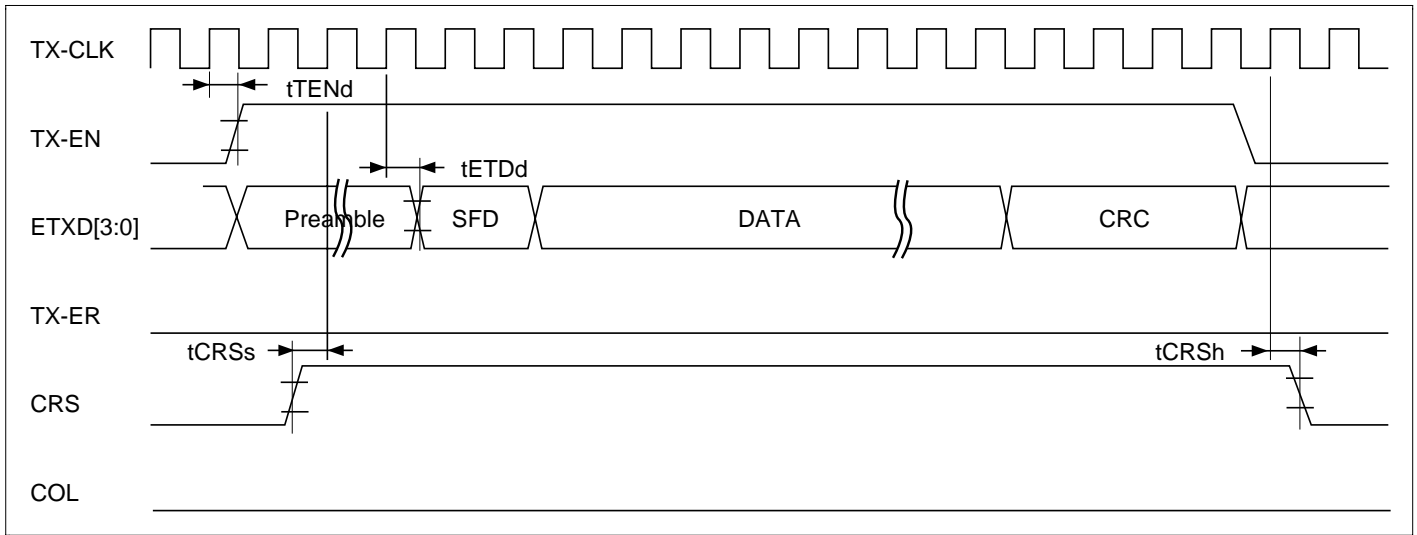 TX-CLK
tTENd
TX-EN
tETDd
ETXD[3:0] Preamble SFD DATA CRC
TX-ER
tCRSs tCRSh
CRS
COL